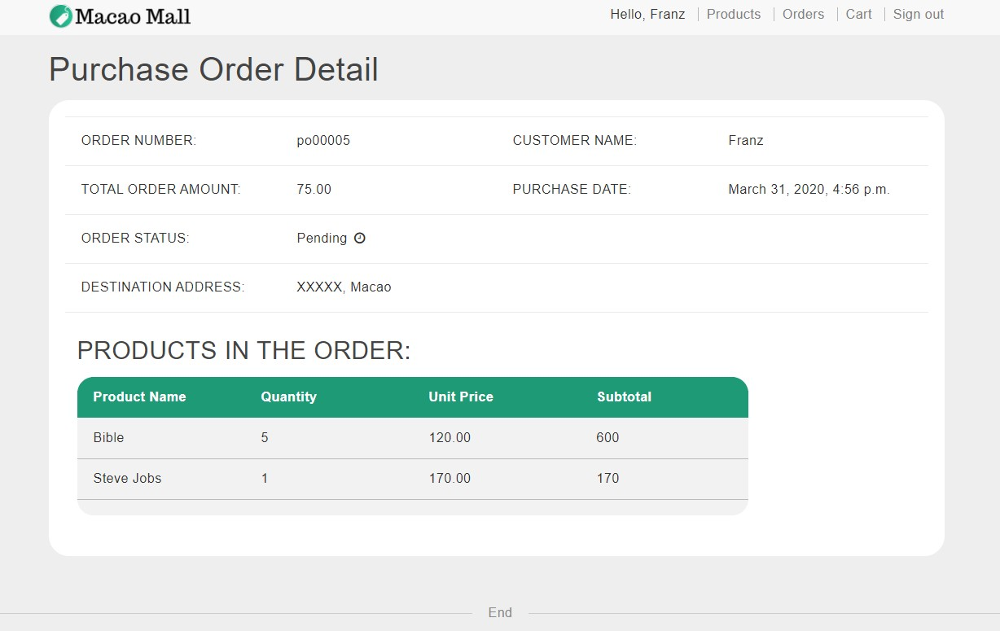 Macao Mall
Hello, Franz Products Orders Cart Sign out
Purchase Order Detail
ORDER NUMBER: po00005 CUSTOMER NAME: Franz
TOTAL ORDER AMOUNT: 75.00 PURCHASE DATE: March 31, 2020, 4:56 p.m.
ORDER STATUS: Pending
DESTINATION ADDRESS: XXXXX, Macao
PRODUCTS IN THE ORDER:
Product Name Quantity Unit Price Subtotal
Bible 5 120.00 600
Steve Jobs 1 170.00 170
End